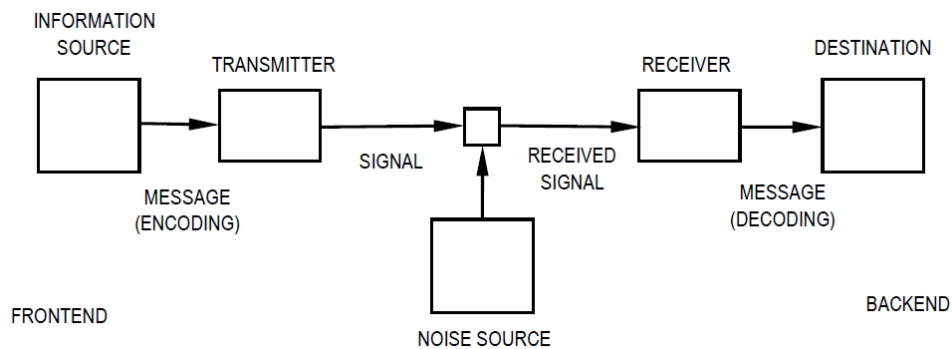 INFORMATION
SOURCE
TRANSMITTER
RECEIVER
DESTINATION
SIGNAL
RECEIVED
SIGNAL
MESSAGE
(ENCODING)
MESSAGE
(DECODING)
FRONTEND
BACKEND
NOISE SOURCE